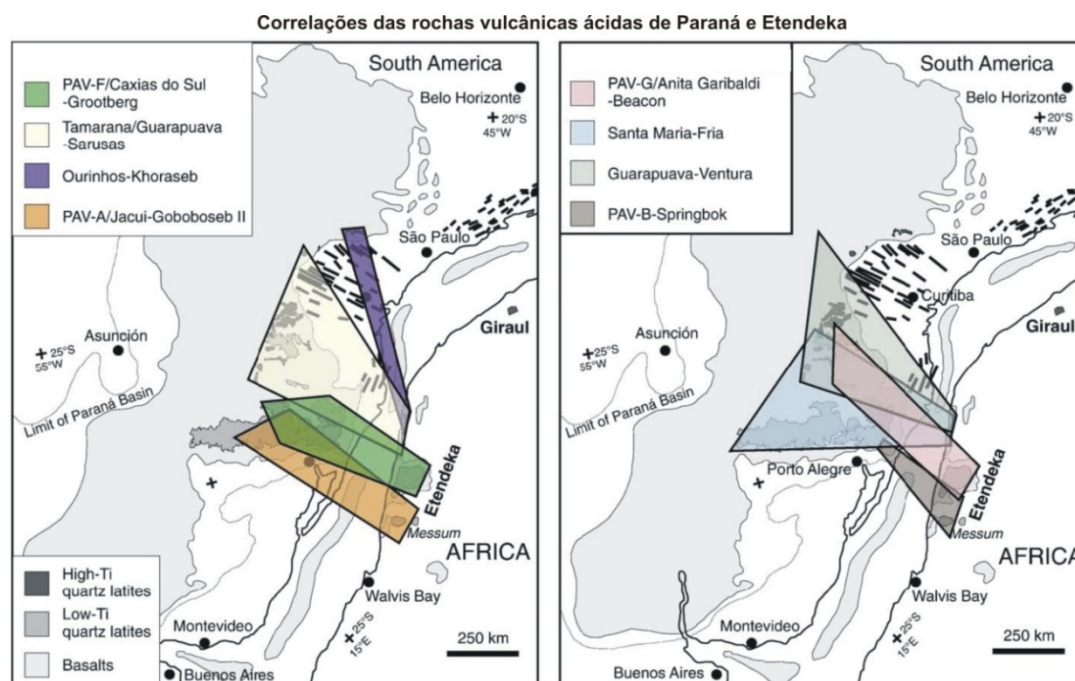 Correlações das rochas vulcânicas ácidas de Paraná e Etendeka
PAV-F/Caxias do Sul
-Grootberg
Tamarana/Guarapuava
-Sarusas
Ourinhos-Khoraseb
PAV-A/Jacui-Goboboseb II
South America
Belo Horizonte
20°S
45°W
São Paulo
Giraul
Asunción
25°S
55°W
Limit of Paraná Basin
Etendeka
Messum
AFRICA
High-Ti
quartz latites
Low-Ti
quartz latites
Basalts
Walvis Bay
Montevideo
25°S
15°E
250 km
Buenos Aires
PAV-G/Anita Garibaldi
-Beacon
Santa Maria-Fria
Guarapuava-Ventura
PAV-B-Springbok
South America
Belo Horizonte
20°S
45°W
São Paulo
Curitiba
Giraul
Asunción
25°S
55°W
Limit of Paraná Basin
Porto Alegre
Etendeka
Messum
AFRICA
Walvis Bay
Montevideo
25°S
15°E
250 km
Buenos Aires